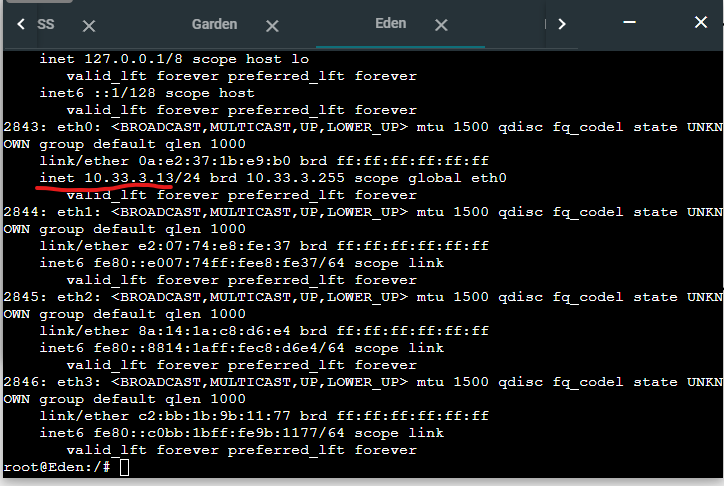 SS
Garden
Eden
inet 127.0.0.1/8 scope host lo
valid_lft forever preferred_lft forever
inet6 ::1/128 scope host
valid_lft forever preferred_lft forever
2843: eth0: <BROADCAST,MULTICAST,UP,LOWER_UP> mtu 1500 qdisc fq_codel state UNKN
OWN group default qlen 1000
link/ether 0a:e2:37:1b:e9:b0 brd ff:ff:ff:ff:ff:ff
inet 10.33.3.13/24 brd 10.33.3.255 scope global eth0
valid_lft forever preferred_lft forever
2844: eth1: <BROADCAST,MULTICAST,UP,LOWER_UP> mtu 1500 qdisc fq_codel state UNKN
OWN group default qlen 1000
link/ether e2:07:74:e8:fe:37 brd ff:ff:ff:ff:ff:ff
inet6 fe80::e007:74ff:fee8:fe37/64 scope link
valid_lft forever preferred_lft forever
2845: eth2: <BROADCAST,MULTICAST,UP,LOWER_UP> mtu 1500 qdisc fq_codel state UNKN
OWN group default qlen 1000
link/ether 8a:14:1a:c8:d6:e4 brd ff:ff:ff:ff:ff:ff
inet6 fe80::8814:1aff:fec8:d6e4/64 scope link
valid_lft forever preferred_lft forever
2846: eth3: <BROADCAST,MULTICAST,UP,LOWER_UP> mtu 1500 qdisc fq_codel state UNKN
OWN group default qlen 1000
link/ether c2:bb:1b:9b:11:77 brd ff:ff:ff:ff:ff:ff
inet6 fe80::c0bb:1bff:fe9b:1177/64 scope link
valid_lft forever preferred_lft forever
root@Eden:/#